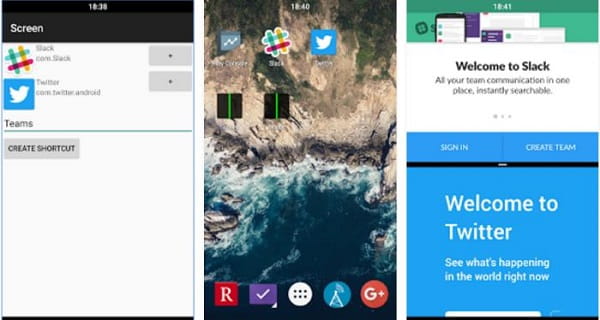 18:38
Screen
Slack
com.Slack
+
Twitter
com.twitter.android
+
Teams
CREATE SHORTCUT
18:40
Play Console
Slack
Twitter
R
G+
18:41
Welcome to Slack
All your team communication in one
place, instantly searchable.
SIGN IN
CREATE TEAM
Welcome to
Twitter
See what's happening
in the world right now